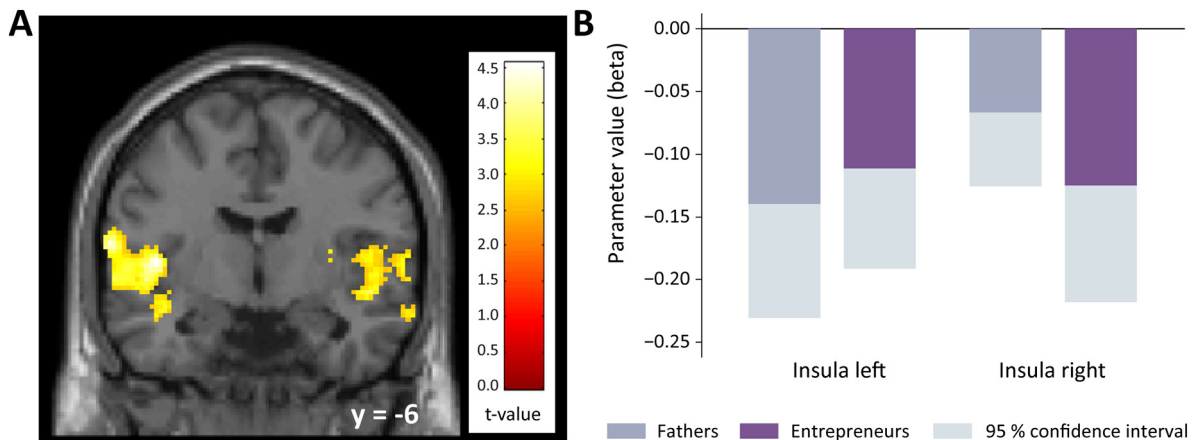 A
4.5
4.0
3.5
3.0
2.5
2.0
1.5
1.0
0.5
0.0
t-value
y = -6
B
Parameter value (beta)
0.00
−0.05
−0.10
−0.15
−0.20
−0.25
Insula left
Insula right
Fathers
Entrepreneurs
95 % confidence interval